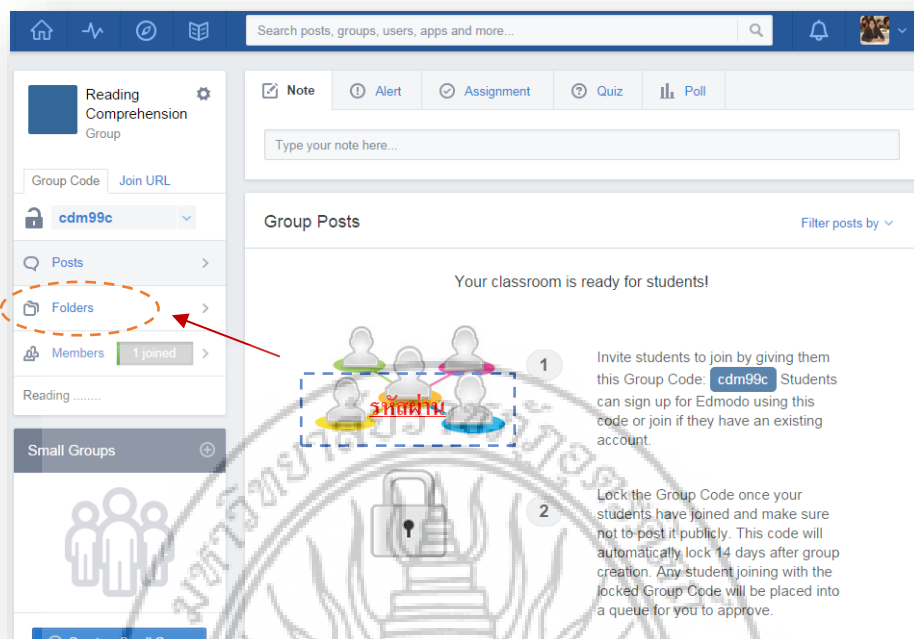 Search posts, groups, users, apps and more...
Reading
Comprehension
Group
Group Code Join URL
cdm99c
Posts
Folders
Members 1 joined
Reading ........
Small Groups
Note Alert Assignment Quiz Poll
Type your note here...
Group Posts Filter posts by
Your classroom is ready for students!
รหัสผ่าน
1
Invite students to join by giving them
this Group Code: cdm99c Students
can sign up for Edmodo using this
code or join if they have an existing
account.
2
Lock the Group Code once your
students have joined and make sure
not to post it publicly. This code will
automatically lock 14 days after group
creation. Any student joining with the
locked Group Code will be placed into
a queue for you to approve.